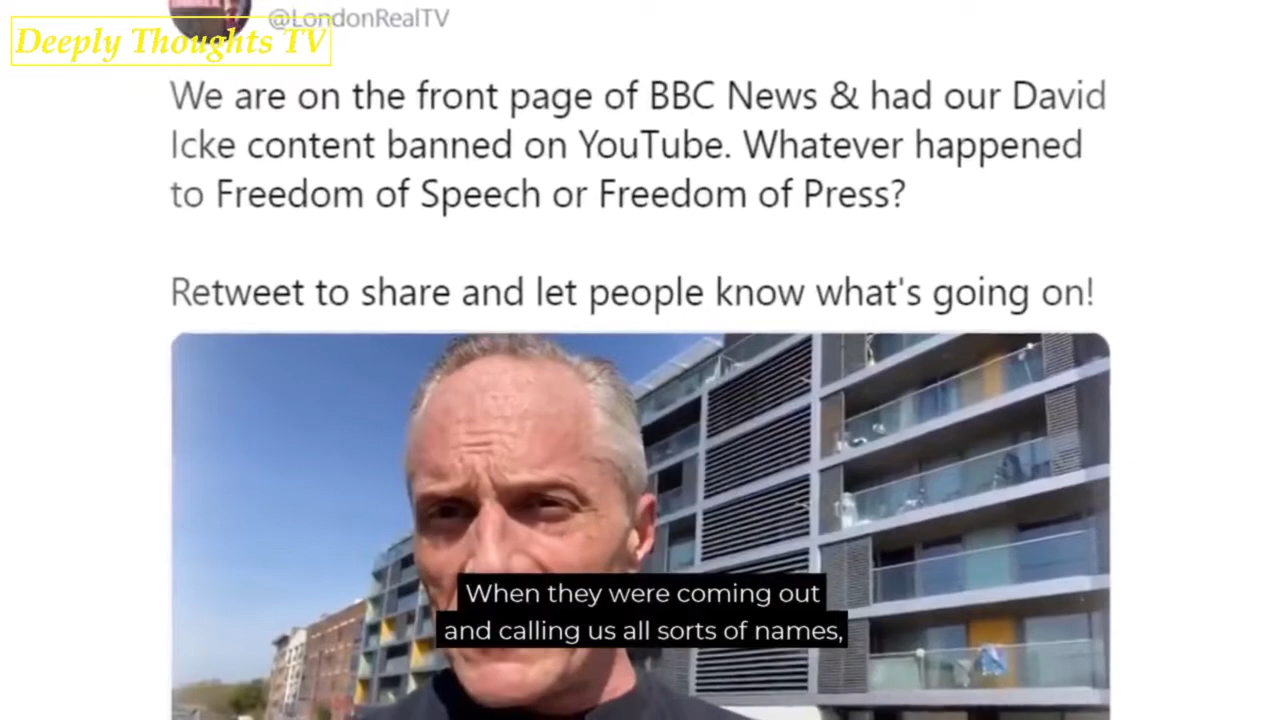 @LondonRealTV
Deeply Thoughts TV
We are on the front page of BBC News & had our David
Icke content banned on YouTube. Whatever happened
to Freedom of Speech or Freedom of Press?
Retweet to share and let people know what's going on!
When they were coming out
and calling us all sorts of names,